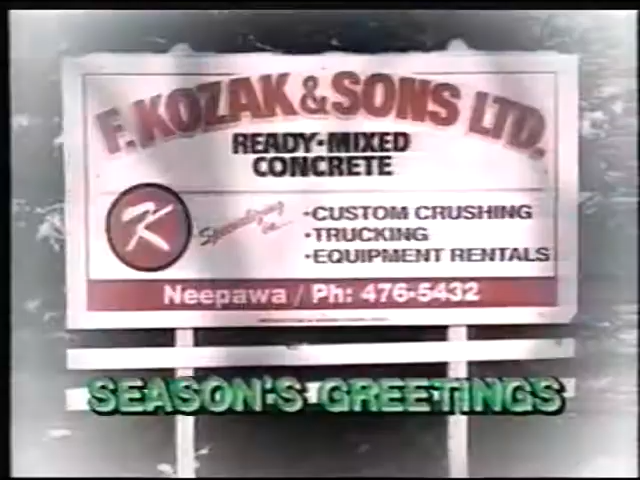 F. KOZAK & SONS LTD.
READY-MIXED
CONCRETE
K
Specializing
in...
•CUSTOM CRUSHING
•TRUCKING
•EQUIPMENT RENTALS
Neepawa / Ph: 476-5432
SEASON'S GREETINGS